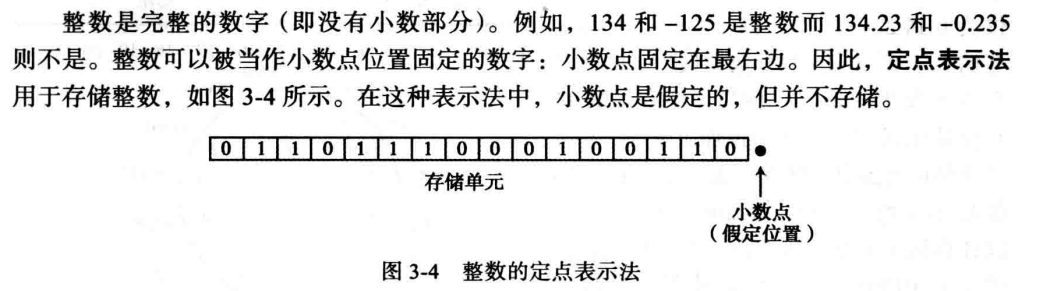 整数是完整的数字（即没有小数部分）。例如，134 和 –125 是整数而 134.23 和 –0.235
则不是。整数可以被当作小数点位置固定的数字：小数点固定在最右边。因此，定点表示法
用于存储整数，如图 3-4 所示。在这种表示法中，小数点是假定的，但并不存储。
0 1 1 0 1 1 1 0 0 0 1 0 0 1 1 0
存储单元
小数点
（假定位置）
图 3-4 整数的定点表示法